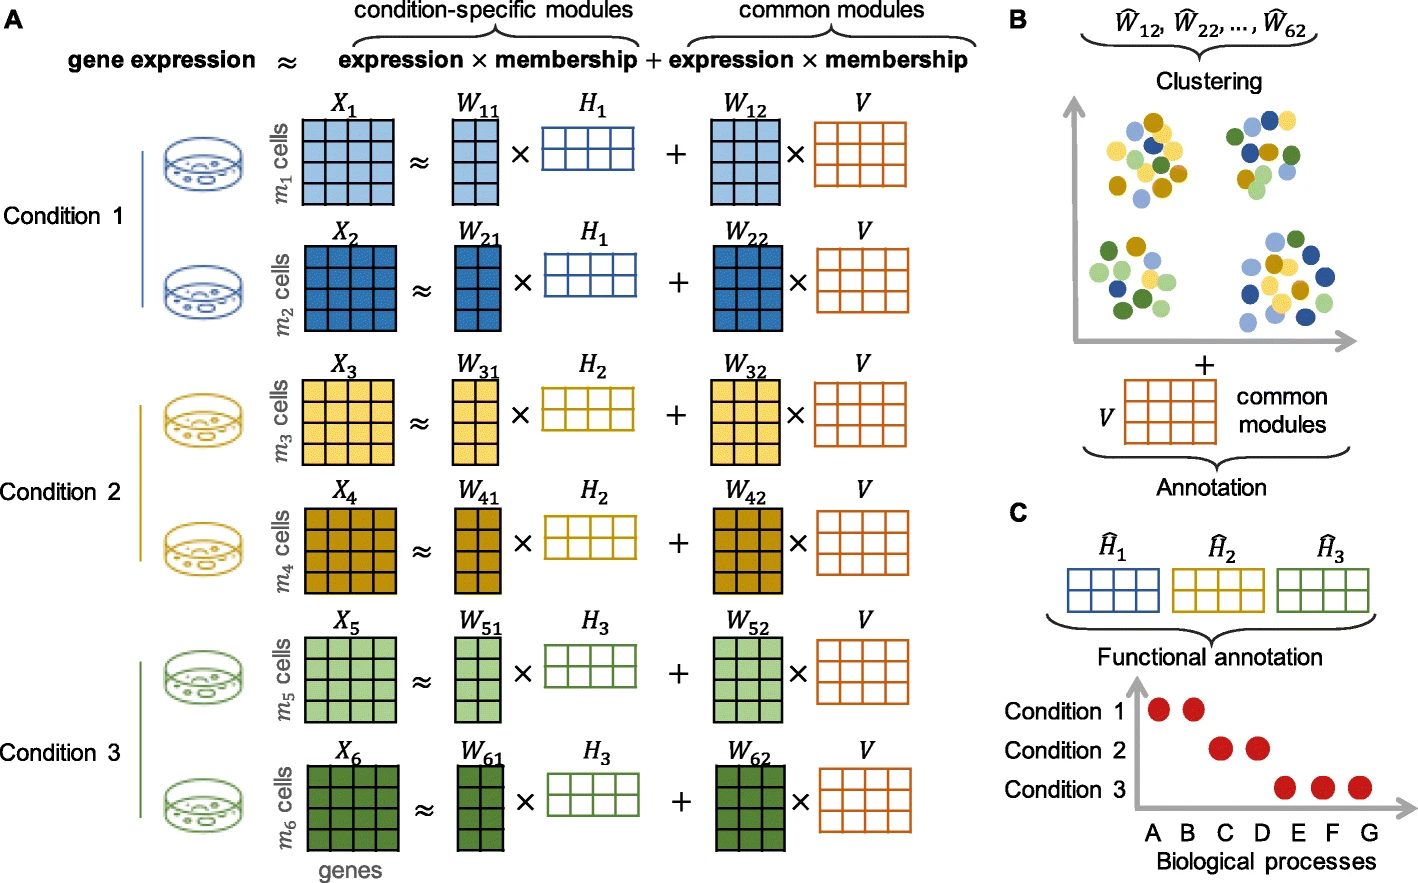 A
condition-specific modules
common modules
gene expression ≈ expression × membership + expression × membership
X₁ W₁₁ H₁ W₁₂ V
m₁ cells
≈ × + ×
Condition 1
X₂ W₂₁ H₁ W₂₂ V
m₂ cells
≈ × + ×
X₃ W₃₁ H₂ W₃₂ V
m₃ cells
≈ × + ×
Condition 2
X₄ W₄₁ H₂ W₄₂ V
m₄ cells
≈ × + ×
X₅ W₅₁ H₃ W₅₂ V
m₅ cells
≈ × + ×
Condition 3
X₆ W₆₁ H₃ W₆₂ V
m₆ cells
≈ × + ×
genes
B
Ŵ₁₂, Ŵ₂₂, ..., Ŵ₆₂
Clustering
+
V
common
modules
Annotation
C
Ĥ₁ Ĥ₂ Ĥ₃
Functional annotation
Condition 1
Condition 2
Condition 3
A B C D E F G
Biological processes